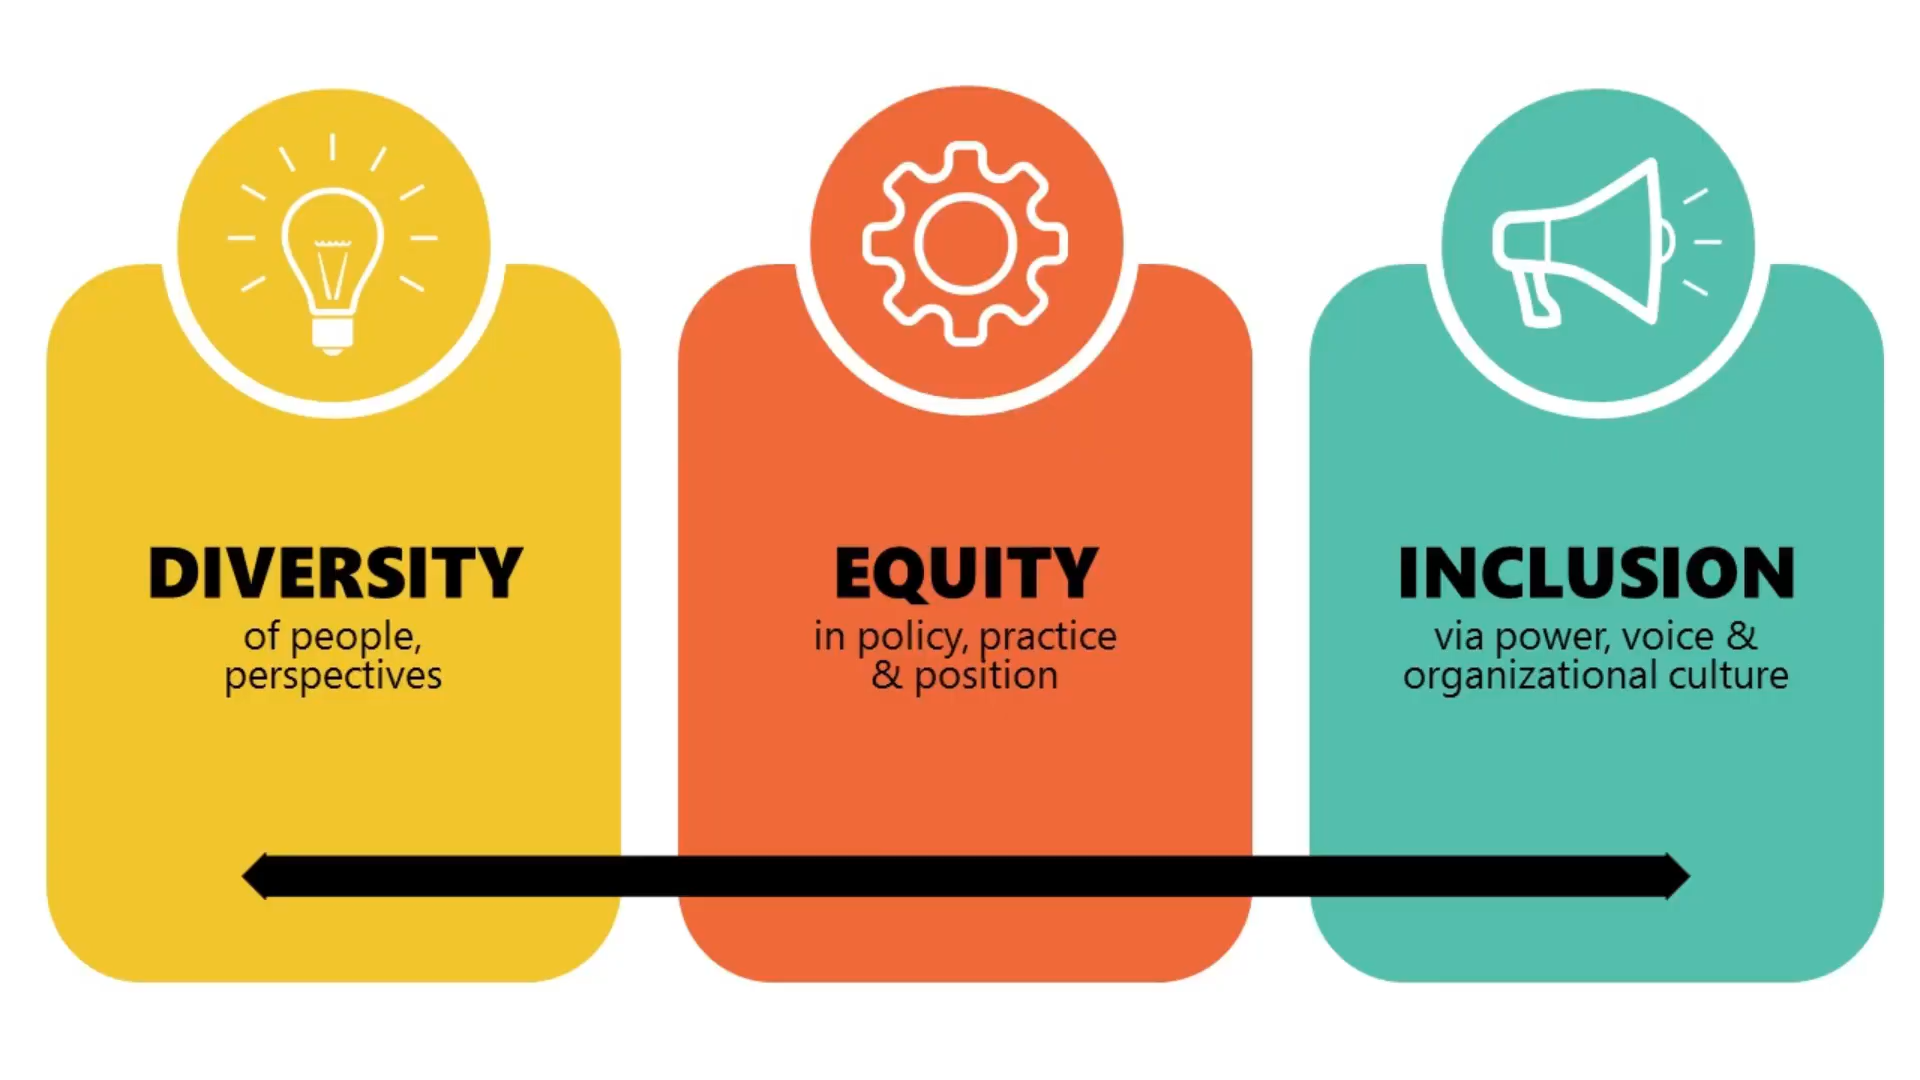 DIVERSITY
of people,
perspectives
EQUITY
in policy, practice
& position
INCLUSION
via power, voice &
organizational culture